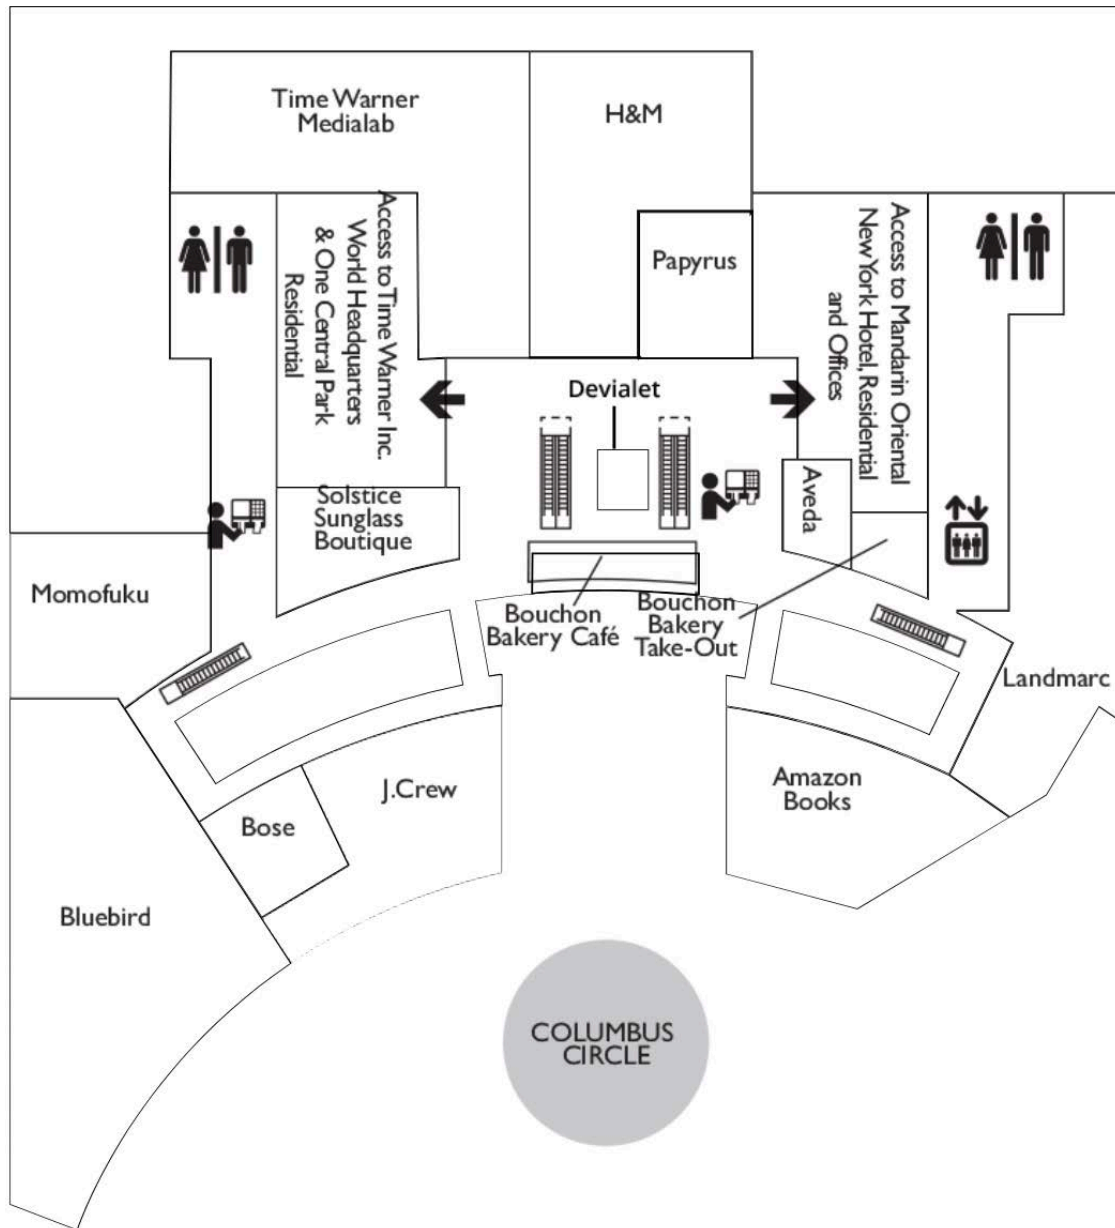 Time Warner
Medialab
H&M
Access to Time Warner Inc.
World Headquarters
& One Central Park
Residential
Papyrus
Access to Mandarin Oriental
New York Hotel, Residential
and Offices
Devialet
Solstice
Sunglass
Boutique
Aveda
Momofuku
Bouchon
Bakery Café
Bouchon
Bakery
Take-Out
Landmarc
J.Crew
Amazon
Books
Bose
Bluebird
COLUMBUS
CIRCLE